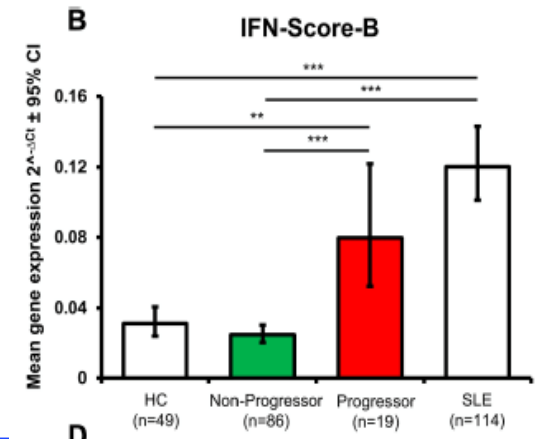 B
IFN-Score-B
Mean gene expression 2^-ΔCt ± 95% CI
***
***
**
***
0.16
0.12
0.08
0.04
0
HC
(n=49)
Non-Progressor
(n=86)
Progressor
(n=19)
SLE
(n=114)
D